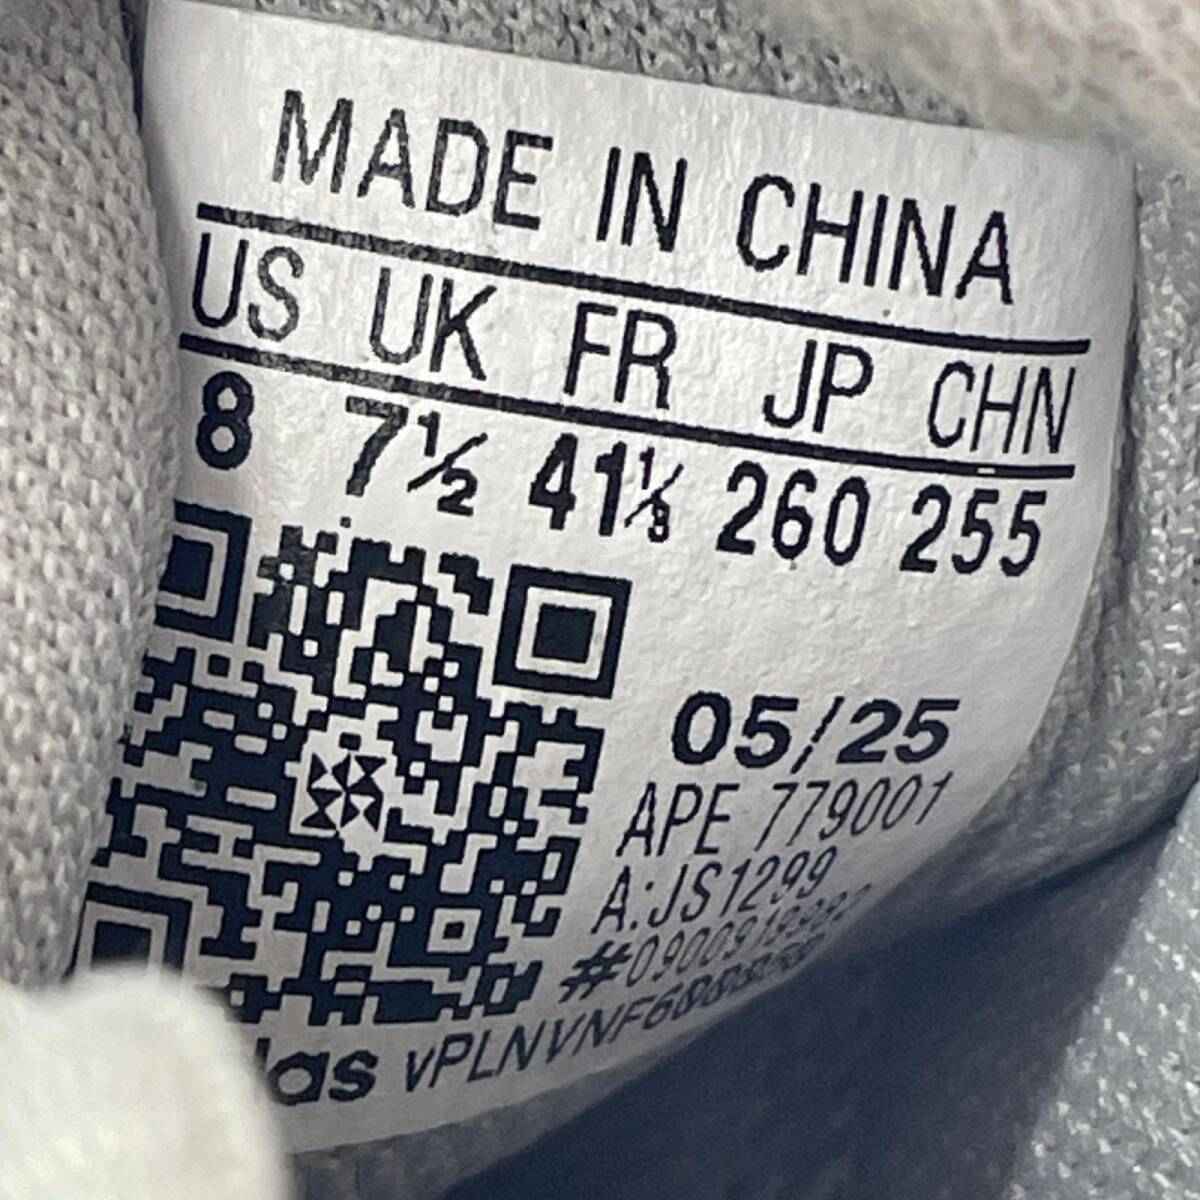 MADE IN CHINA
US UK FR JP CHN
8 7½ 41⅓ 260 255
05/25
APE 779001
A:JS1299